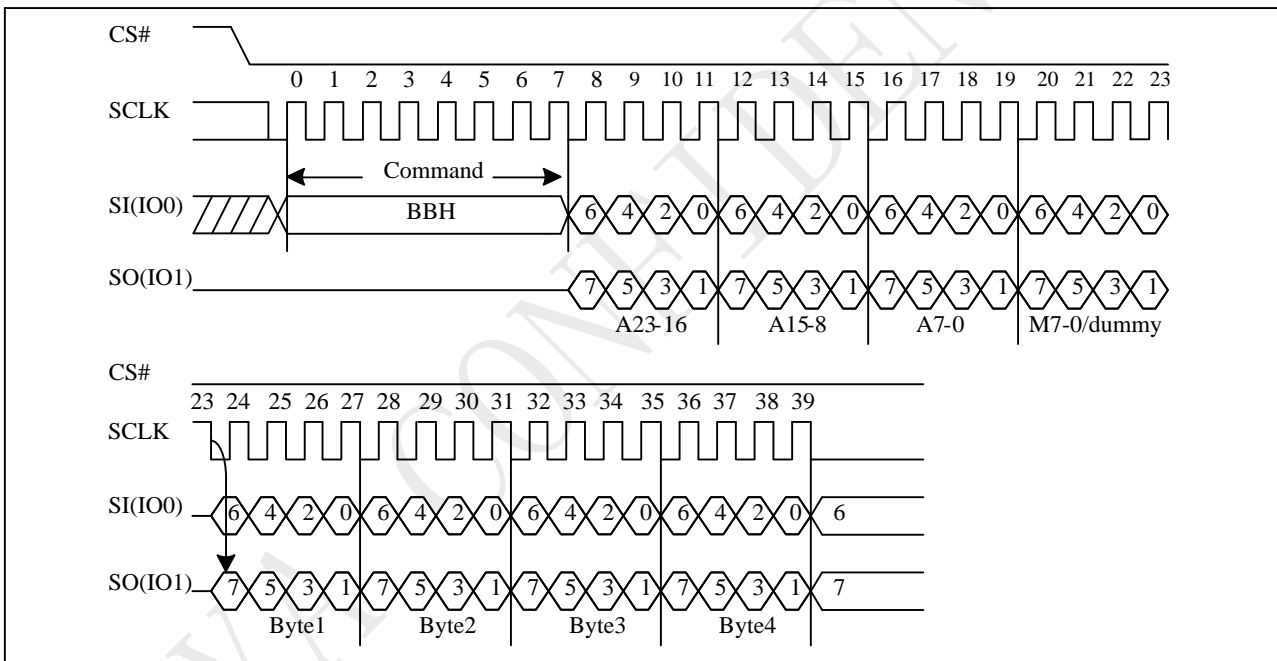 CS#
0 1 2 3 4 5 6 7 8 9 10 11 12 13 14 15 16 17 18 19 20 21 22 23
SCLK
Command
SI(IO0) BBH 6 4 2 0 6 4 2 0 6 4 2 0 6 4 2 0
SO(IO1) 7 5 3 1 7 5 3 1 7 5 3 1 7 5 3 1
A23-16 A15-8 A7-0 M7-0/dummy
CS#
23 24 25 26 27 28 29 30 31 32 33 34 35 36 37 38 39
SCLK
SI(IO0) 6 4 2 0 6 4 2 0 6 4 2 0 6 4 2 0 6
SO(IO1) 7 5 3 1 7 5 3 1 7 5 3 1 7 5 3 1 7
Byte1 Byte2 Byte3 Byte4